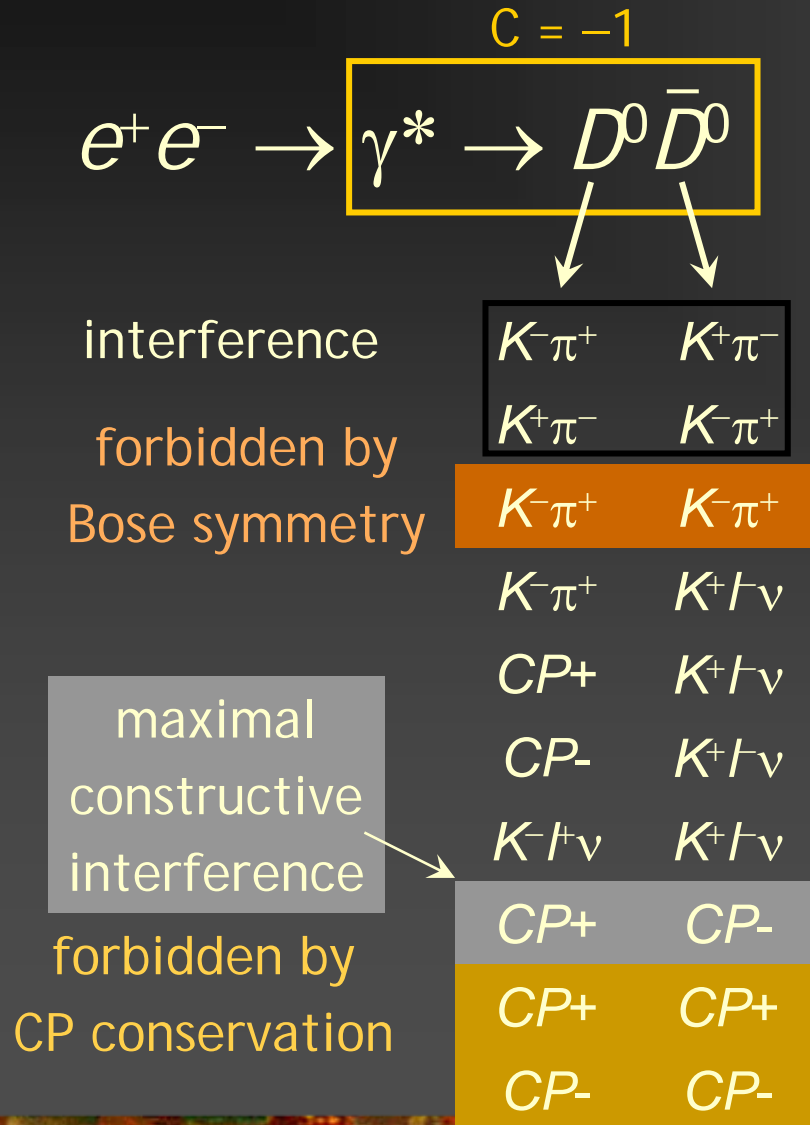 C = −1
e⁺e⁻ → γ* → D⁰D̄⁰
interference
K⁻π⁺ K⁺π⁻
K⁺π⁻ K⁻π⁺
forbidden by
Bose symmetry
K⁻π⁺ K⁻π⁺
K⁻π⁺ K⁺l⁻ν
CP+ K⁺l⁻ν
CP- K⁺l⁻ν
K⁻l⁺ν K⁺l⁻ν
maximal
constructive
interference
CP+ CP-
forbidden by
CP conservation
CP+ CP+
CP- CP-